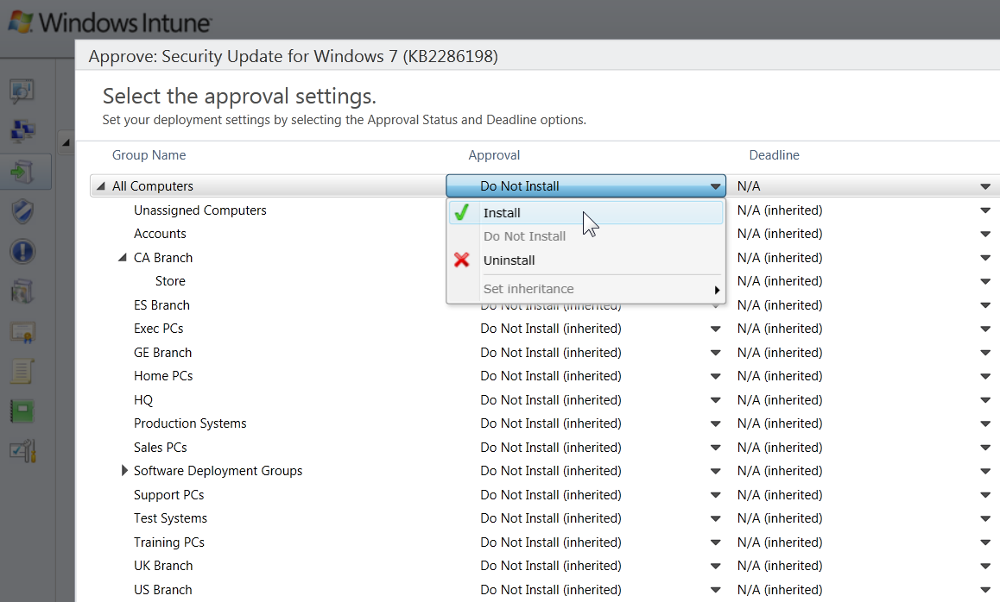 Windows Intune
Approve: Security Update for Windows 7 (KB2286198)
Select the approval settings.
Set your deployment settings by selecting the Approval Status and Deadline options.
Group Name Approval Deadline
All Computers Do Not Install N/A
Unassigned Computers Install N/A (inherited)
Accounts Do Not Install N/A (inherited)
CA Branch Uninstall N/A (inherited)
Store Set inheritance N/A (inherited)
ES Branch Do Not Install (inherited) N/A (inherited)
Exec PCs Do Not Install (inherited) N/A (inherited)
GE Branch Do Not Install (inherited) N/A (inherited)
Home PCs Do Not Install (inherited) N/A (inherited)
HQ Do Not Install (inherited) N/A (inherited)
Production Systems Do Not Install (inherited) N/A (inherited)
Sales PCs Do Not Install (inherited) N/A (inherited)
Software Deployment Groups Do Not Install (inherited) N/A (inherited)
Support PCs Do Not Install (inherited) N/A (inherited)
Test Systems Do Not Install (inherited) N/A (inherited)
Training PCs Do Not Install (inherited) N/A (inherited)
UK Branch Do Not Install (inherited) N/A (inherited)
US Branch Do Not Install (inherited) N/A (inherited)